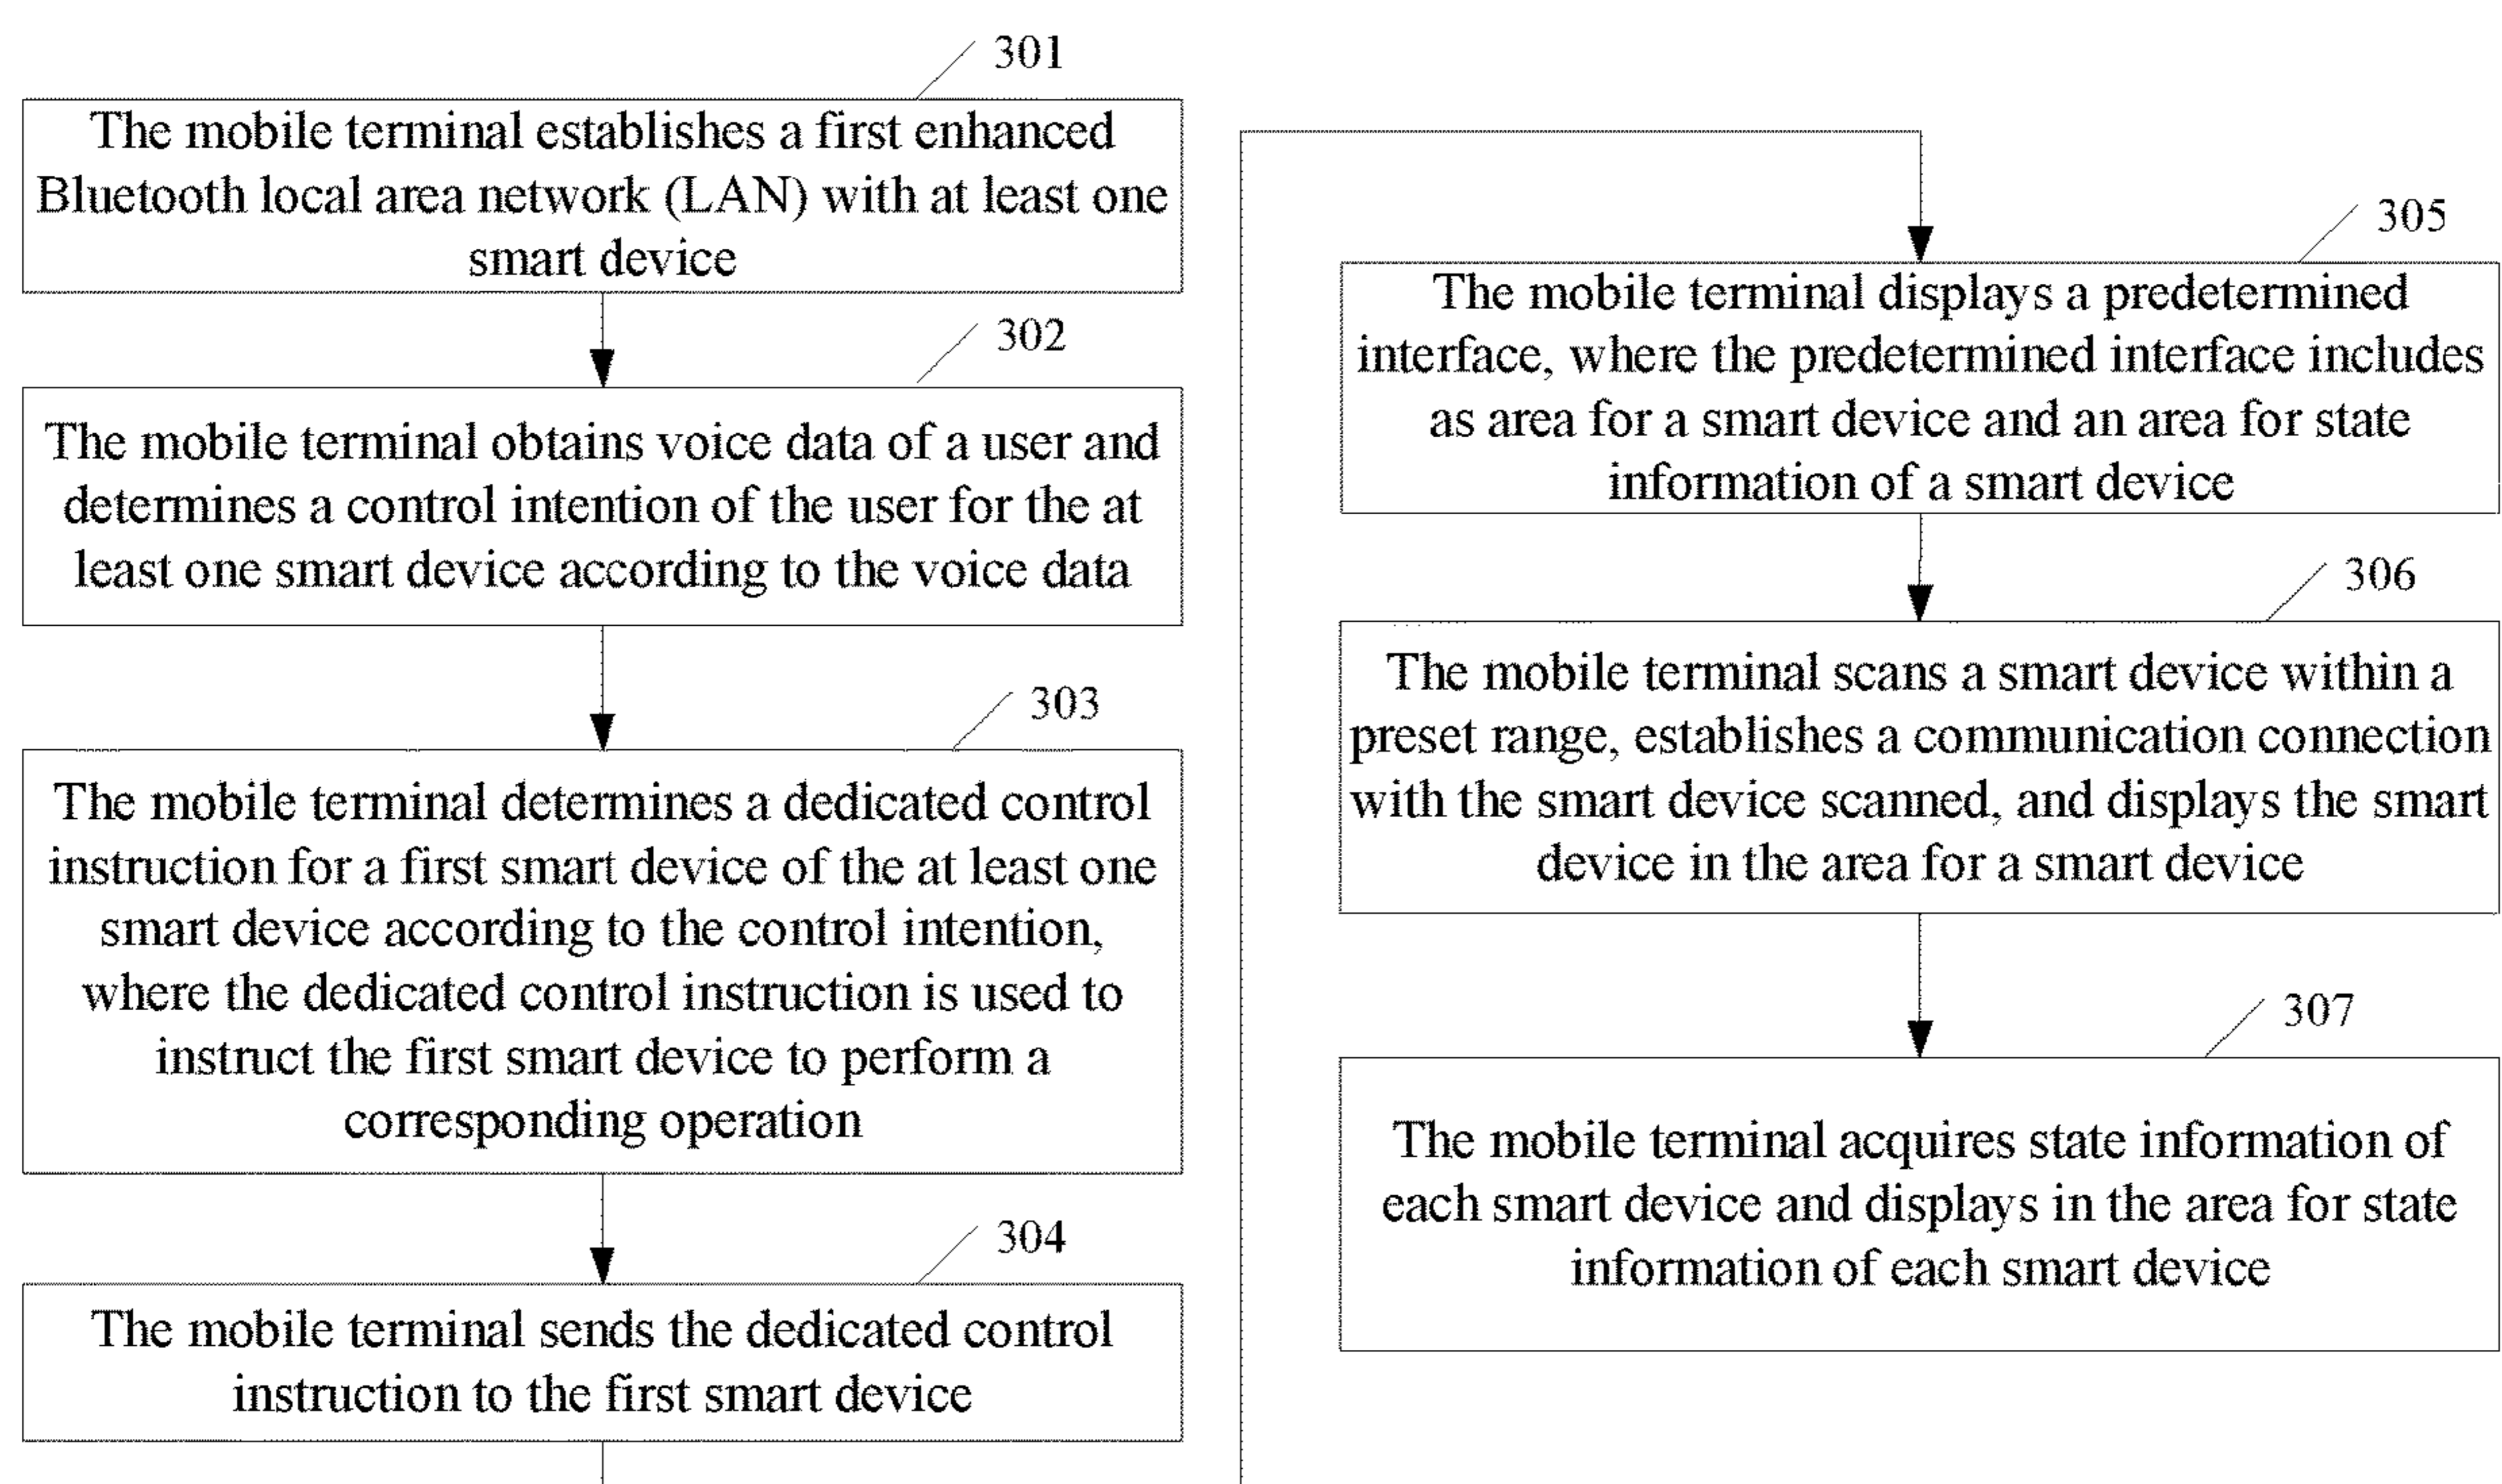 301
The mobile terminal establishes a first enhanced
Bluetooth local area network (LAN) with at least one
smart device
302
The mobile terminal obtains voice data of a user and
determines a control intention of the user for the at
least one smart device according to the voice data
303
The mobile terminal determines a dedicated control
instruction for a first smart device of the at least one
smart device according to the control intention,
where the dedicated control instruction is used to
instruct the first smart device to perform a
corresponding operation
304
The mobile terminal sends the dedicated control
instruction to the first smart device
305
The mobile terminal displays a predetermined
interface, where the predetermined interface includes
as area for a smart device and an area for state
information of a smart device
306
The mobile terminal scans a smart device within a
preset range, establishes a communication connection
with the smart device scanned, and displays the smart
device in the area for a smart device
307
The mobile terminal acquires state information of
each smart device and displays in the area for state
information of each smart device